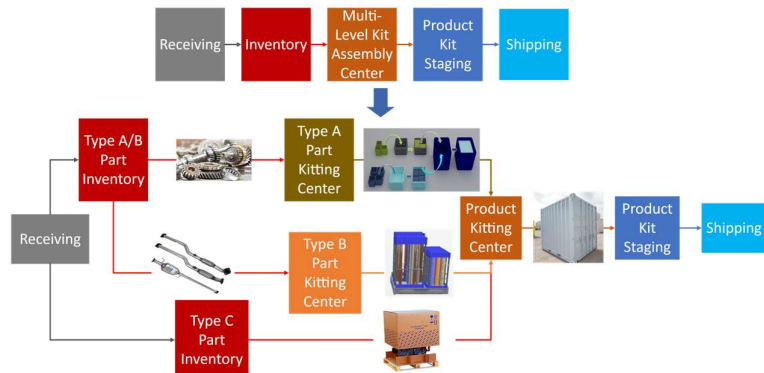 Receiving
Inventory
Multi-
Level Kit
Assembly
Center
Product
Kit
Staging
Shipping
Type A/B
Part
Inventory
Type A
Part
Kitting
Center
Receiving
Product
Kitting
Center
Product
Kit
Staging
Shipping
Type B
Part
Kitting
Center
Type C
Part
Inventory